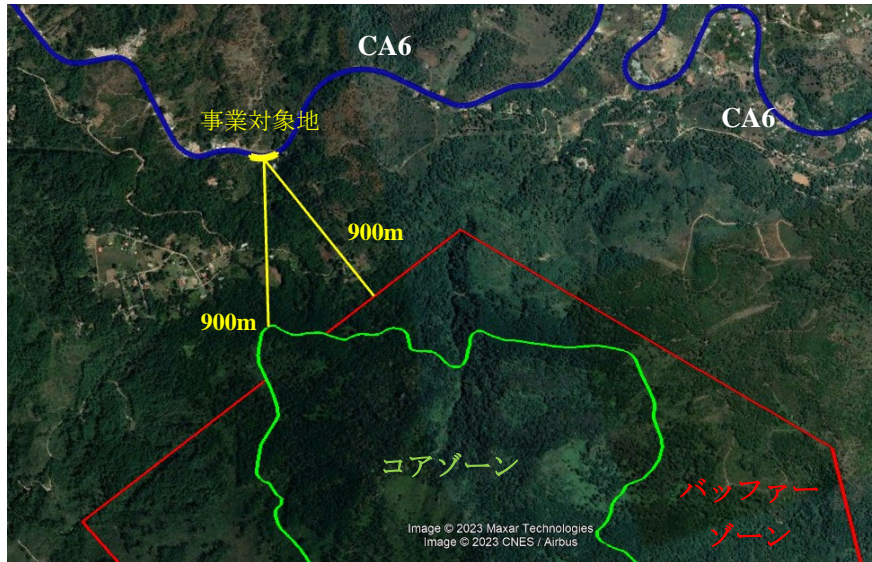 CA6
事業対象地
CA6
900m
900m
コアゾーン
バッファー
ゾーン
Image © 2023 Maxar Technologies
Image © 2023 CNES / Airbus